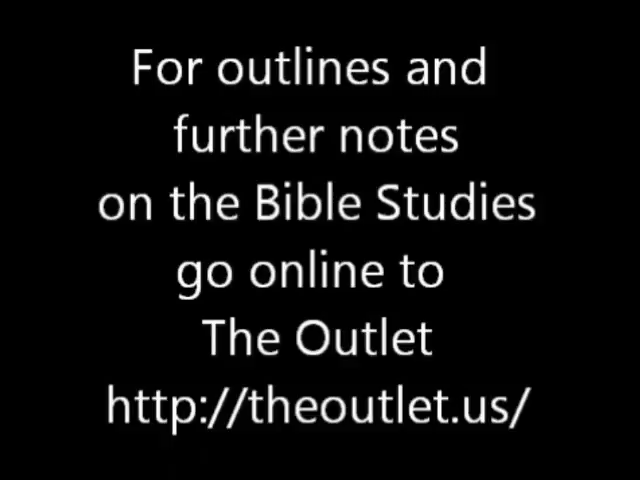 For outlines and
further notes
on the Bible Studies
go online to
The Outlet
http://theoutlet.us/